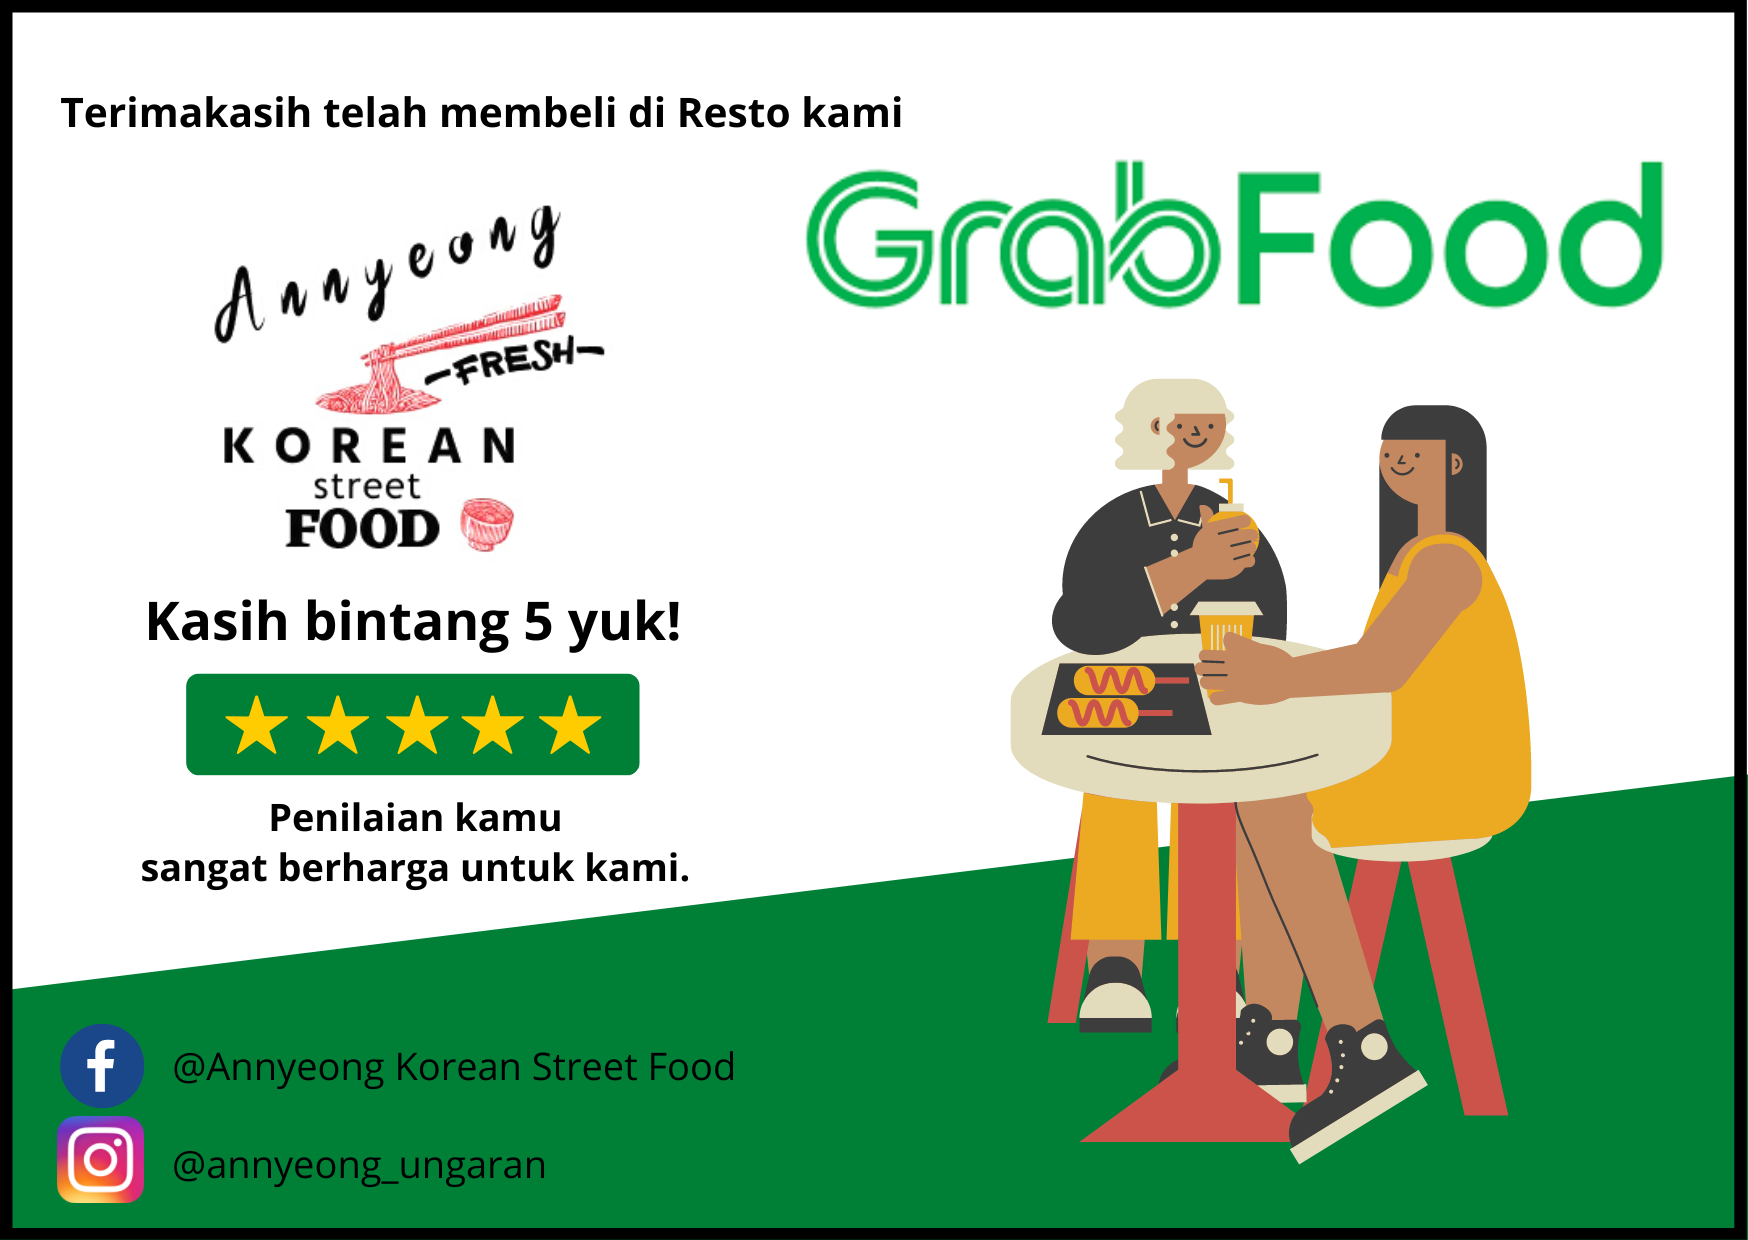 Terimakasih telah membeli di Resto kami
GrabFood
Annyeong
-FRESH-
KOREAN
street
FOOD
Kasih bintang 5 yuk!
Penilaian kamu
sangat berharga untuk kami.
@Annyeong Korean Street Food
@annyeong_ungaran